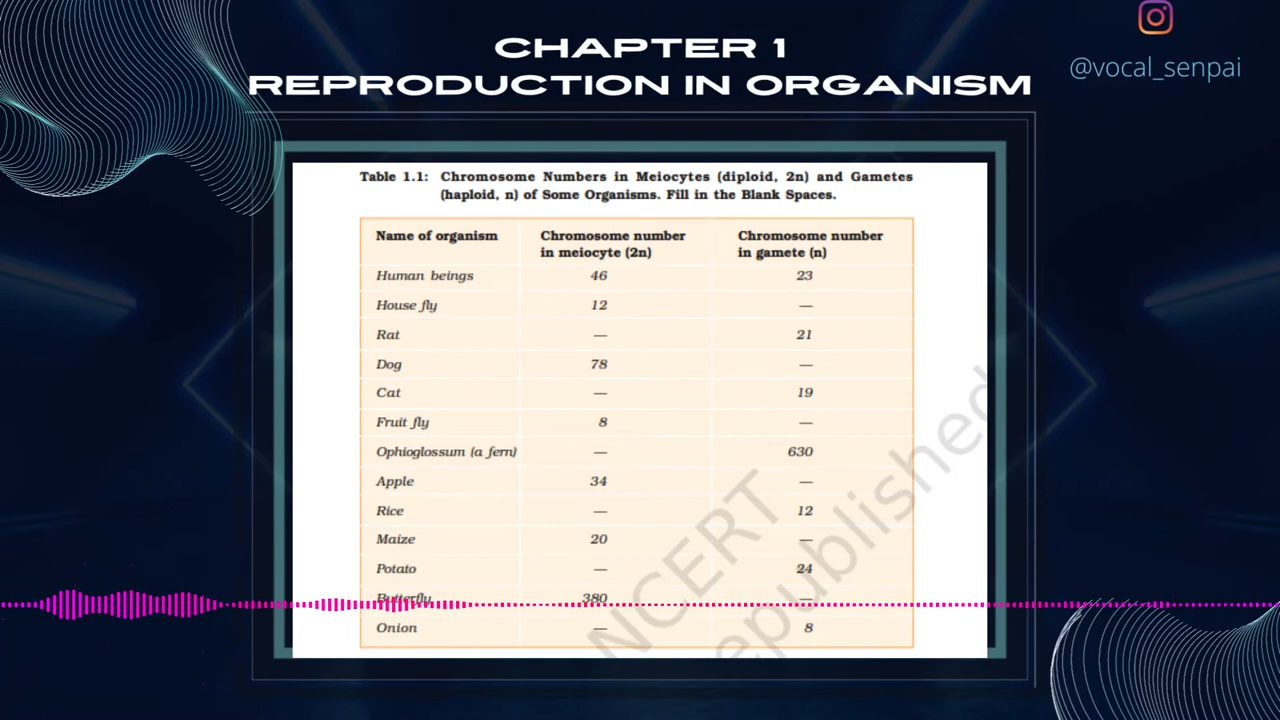 CHAPTER 1
REPRODUCTION IN ORGANISM
@vocal_senpai
Table 1.1: Chromosome Numbers in Meiocytes (diploid, 2n) and Gametes
(haploid, n) of Some Organisms. Fill in the Blank Spaces.
Name of organism Chromosome number in meiocyte (2n) Chromosome number in gamete (n)
Human beings 46 23
House fly 12 —
Rat — 21
Dog 78 —
Cat — 19
Fruit fly 8 —
Ophioglossum (a fern) — 630
Apple 34 —
Rice — 12
Maize 20 —
Potato — 24
Butterfly 380 —
Onion — 8
NCERT
republished